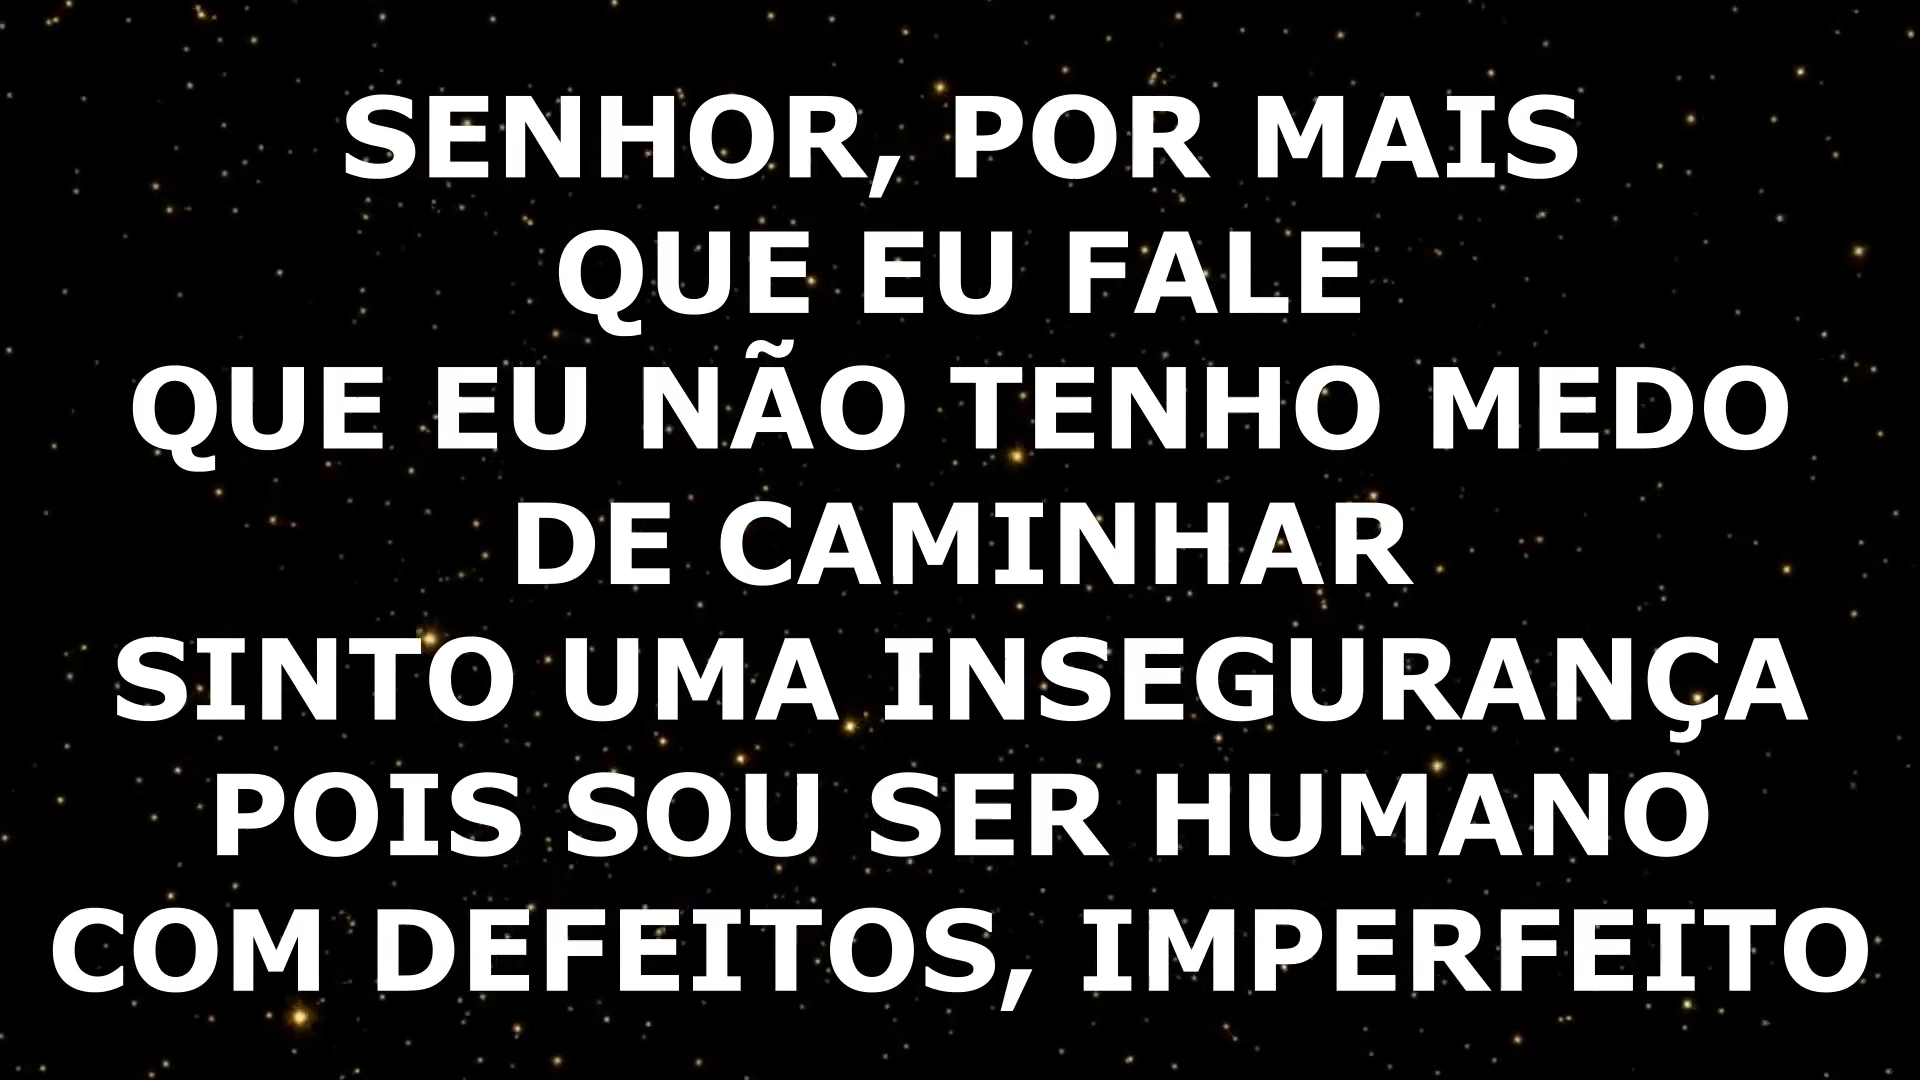 SENHOR, POR MAIS
QUE EU FALE
QUE EU NÃO TENHO MEDO
DE CAMINHAR
SINTO UMA INSEGURANÇA
POIS SOU SER HUMANO
COM DEFEITOS, IMPERFEITO